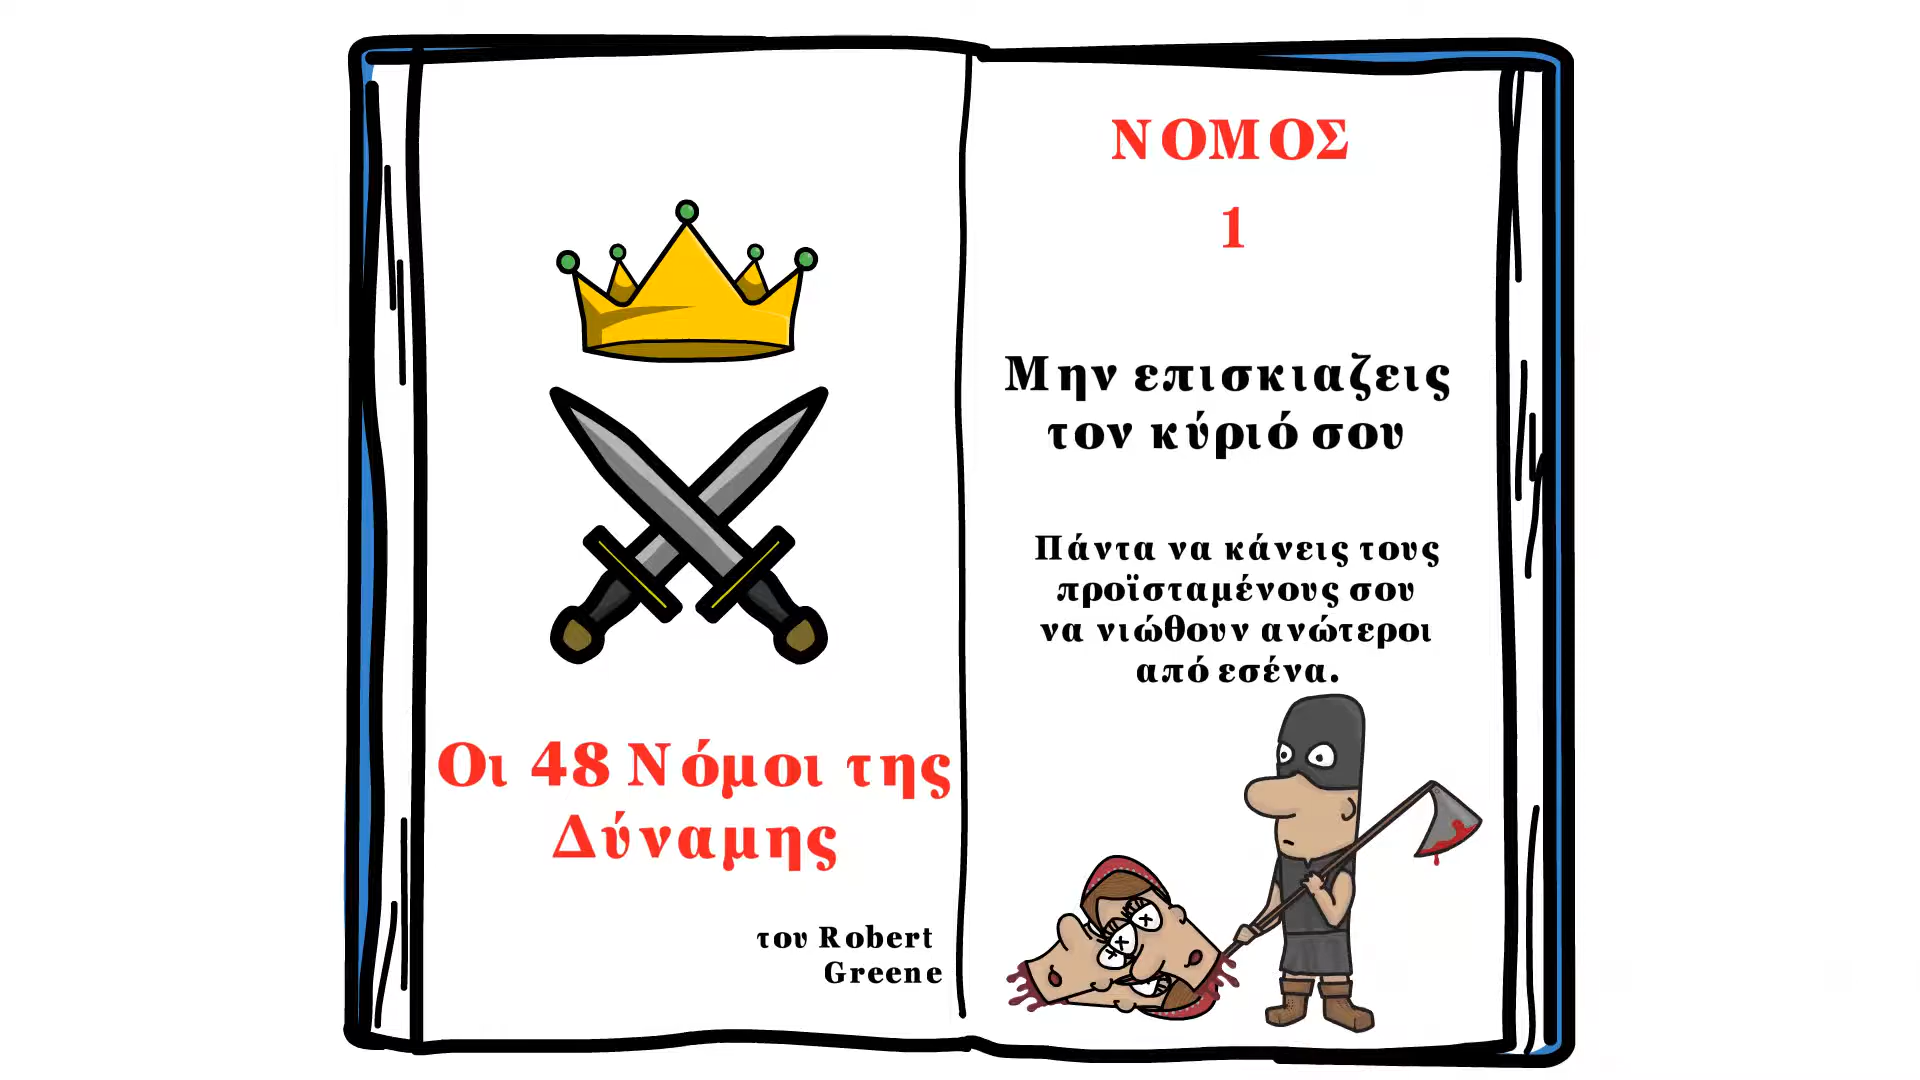 Οι 48 Νόμοι της
Δύναμης
του Robert
Greene
ΝΟΜΟΣ
1
Μην επισκιαζεις
τον κύριό σου
Πάντα να κάνεις τους
προϊσταμένους σου
να νιώθουν ανώτεροι
από εσένα.